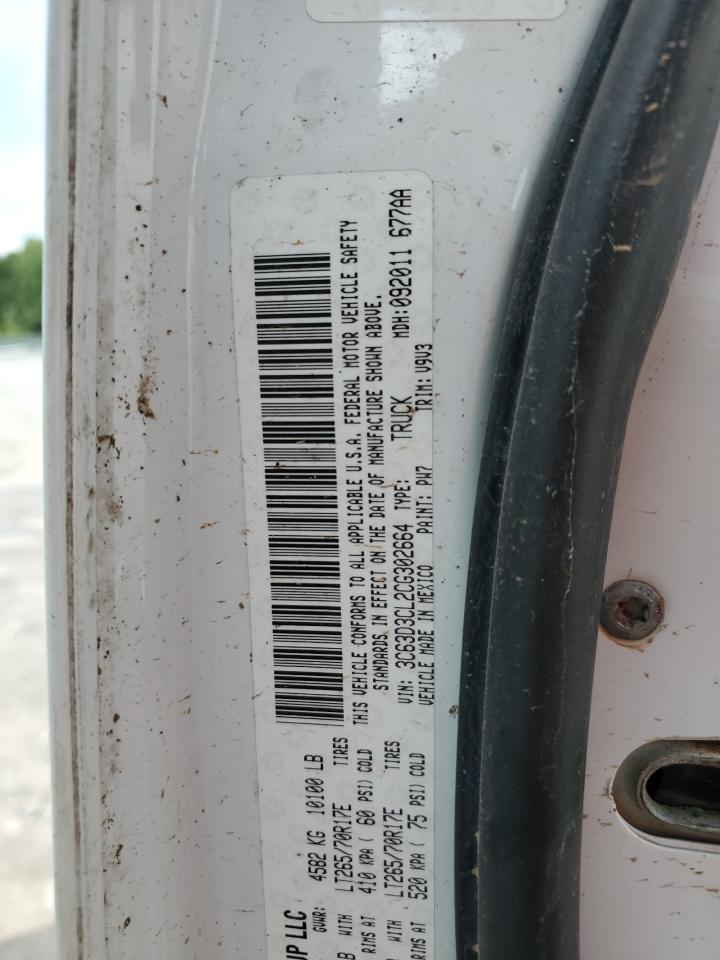 UP LLC
GVWR: 4582 KG 10100 LB
B WITH LT265/70R17E TIRES
RIMS AT 410 KPA ( 60 PSI) COLD
B WITH LT265/70R17E TIRES
RIMS AT 520 KPA ( 75 PSI) COLD
THIS VEHICLE CONFORMS TO ALL APPLICABLE U.S.A. FEDERAL MOTOR VEHICLE SAFETY
STANDARDS IN EFFECT ON THE DATE OF MANUFACTURE SHOWN ABOVE.
VIN: 3C63D3CL2CG302664 TYPE: TRUCK MDH:092011 677AA
VEHICLE MADE IN MEXICO PAINT: PW7 TRIM: V9V3